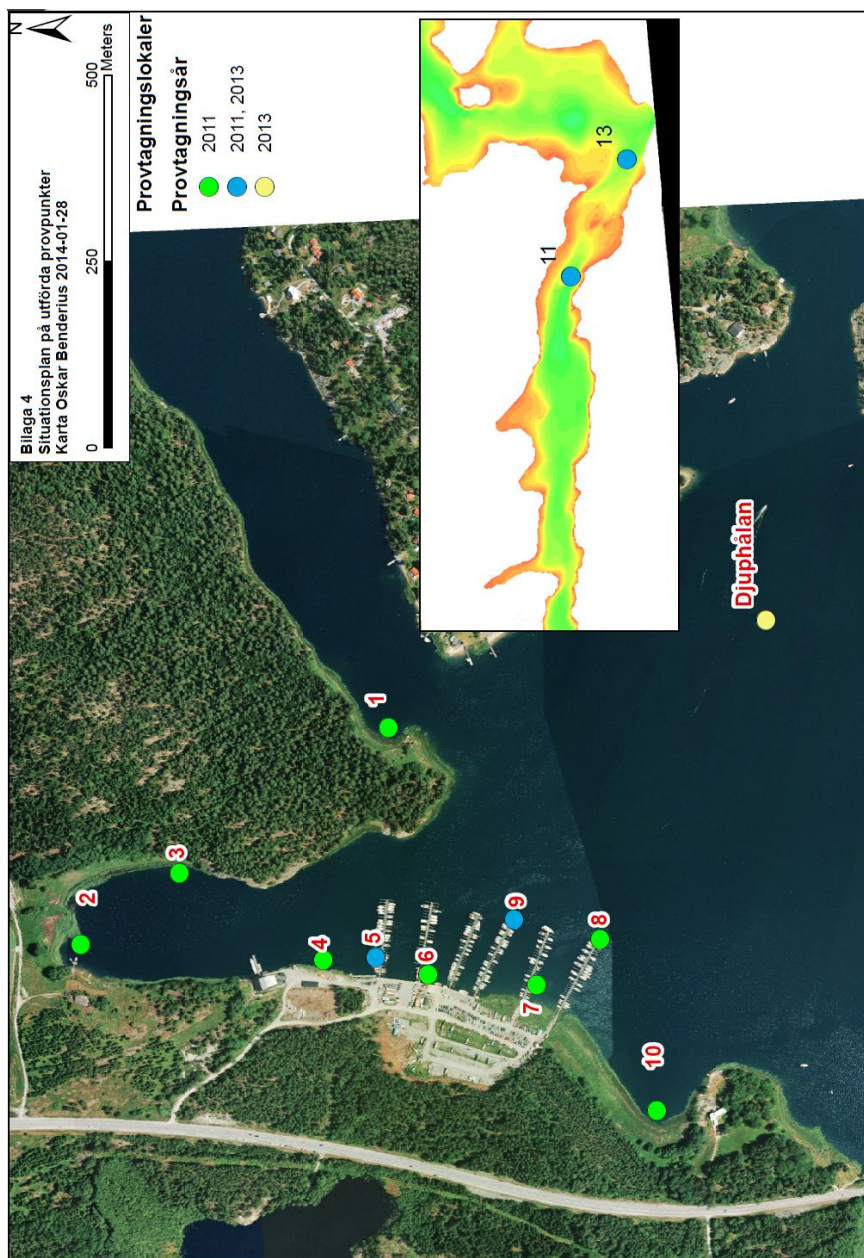 Bilaga 4
Situationsplan på utförda provpunkter
Karta Oskar Benderius 2014-01-28
0
250
500
Meters
N
Provtagningslokaler
Provtagningsår
2011
2011, 2013
2013
1
2
3
4
5
6
7
8
9
10
11
13
Djuphålan